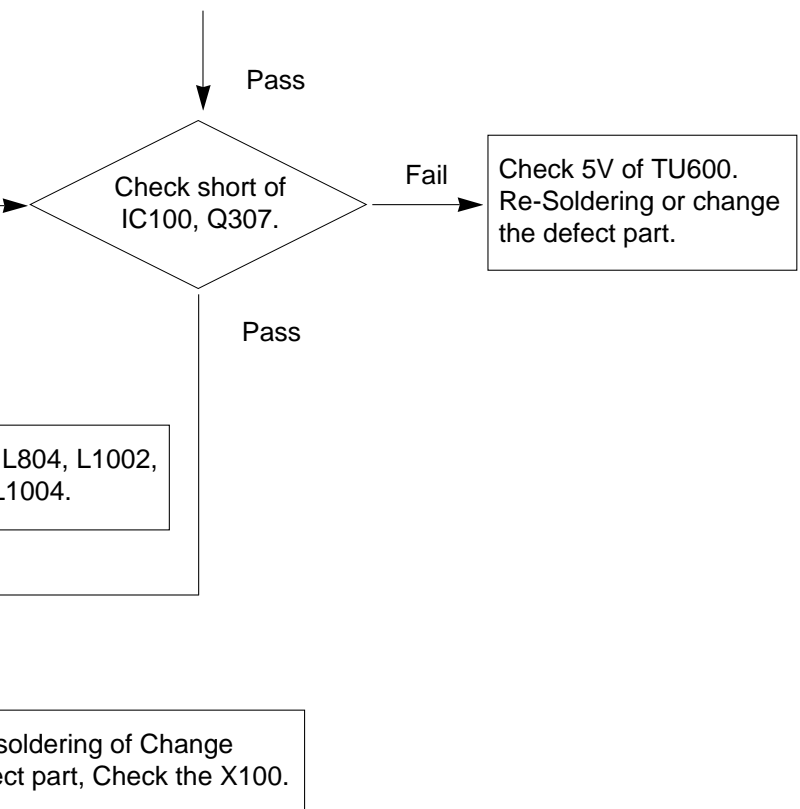 Pass
Check short of
IC100, Q307.
Fail
Check 5V of TU600.
Re-Soldering or change
the defect part.
Pass
L804, L1002,
L1004.
soldering of Change
part, Check the X100.